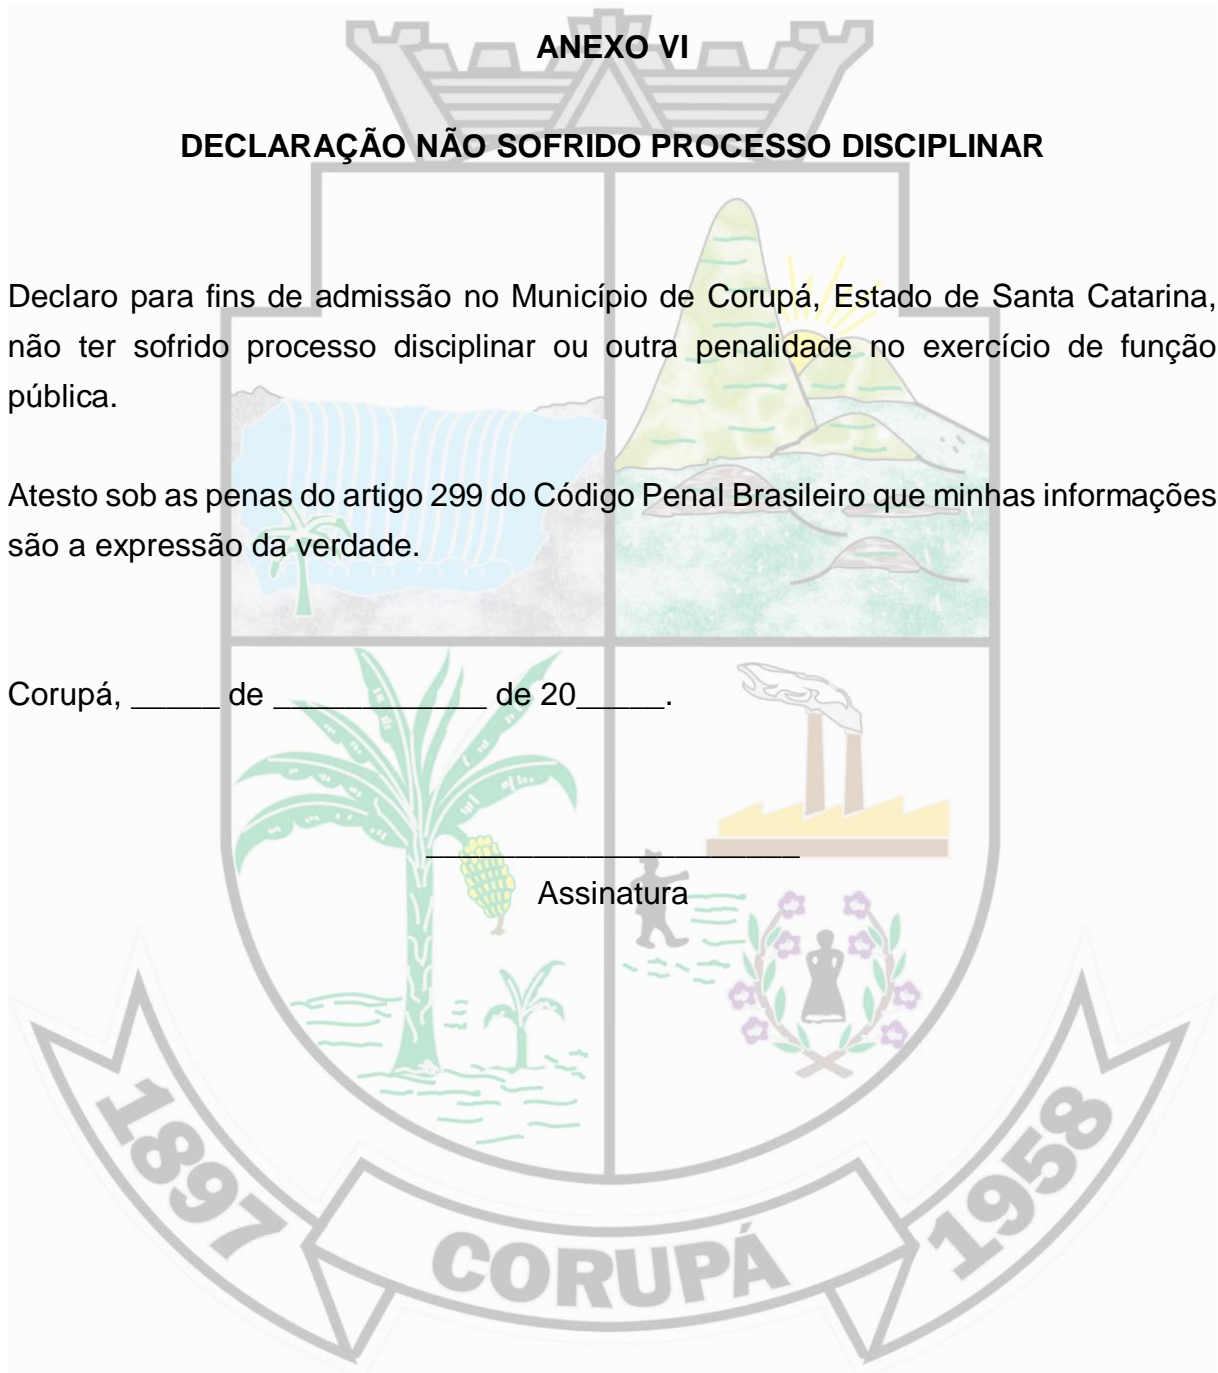 ANEXO VI
DECLARAÇÃO NÃO SOFRIDO PROCESSO DISCIPLINAR
Declaro para fins de admissão no Município de Corupá, Estado de Santa Catarina,
não ter sofrido processo disciplinar ou outra penalidade no exercício de função
pública.
Atesto sob as penas do artigo 299 do Código Penal Brasileiro que minhas informações
são a expressão da verdade.
Corupá, _____ de ____________ de 20_____.
_____________________
Assinatura
1897
CORUPÁ
1958